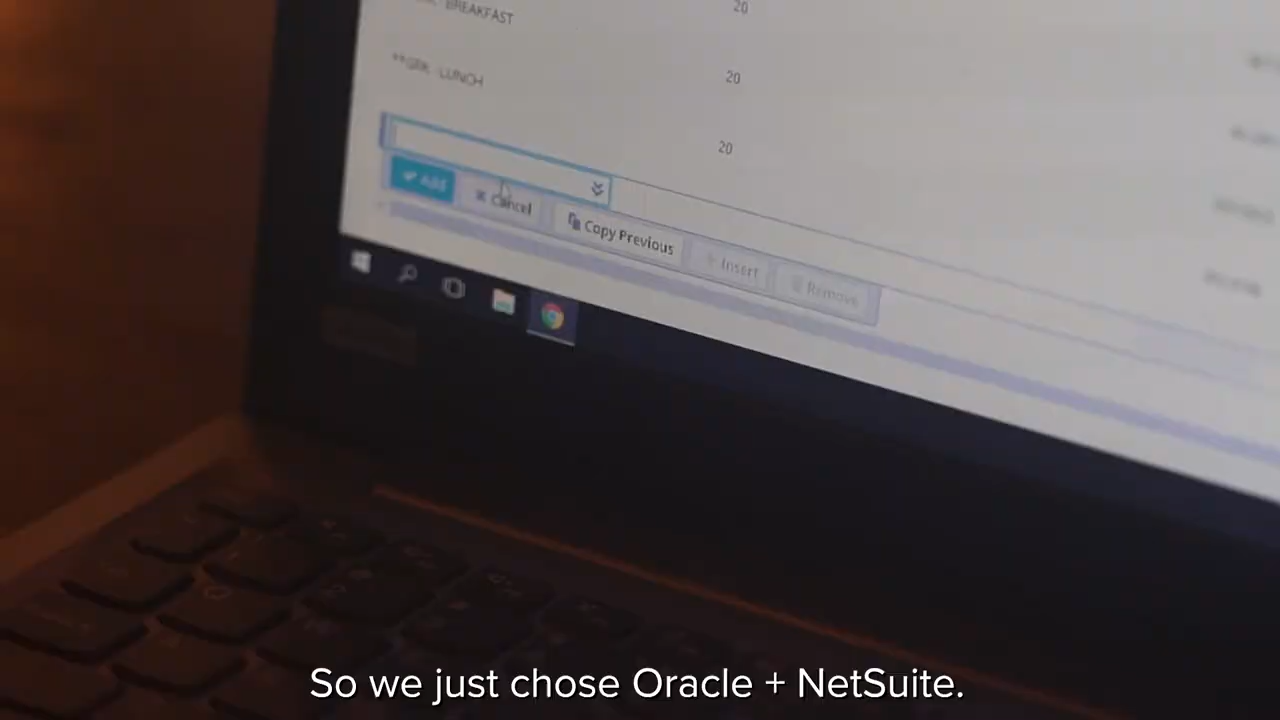 BREAKFAST
20
LUNCH
20
20
Add
Cancel
Copy Previous
Insert
Remove
So we just chose Oracle + NetSuite.